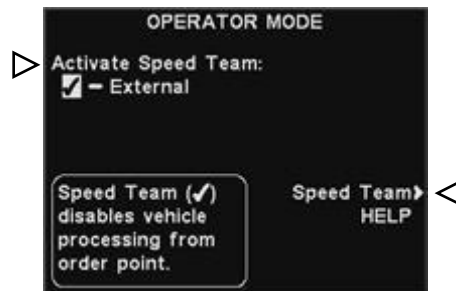 OPERATOR MODE
Activate Speed Team:
✓ – External
Speed Team (✓)
disables vehicle
processing from
order point.
Speed Team
HELP